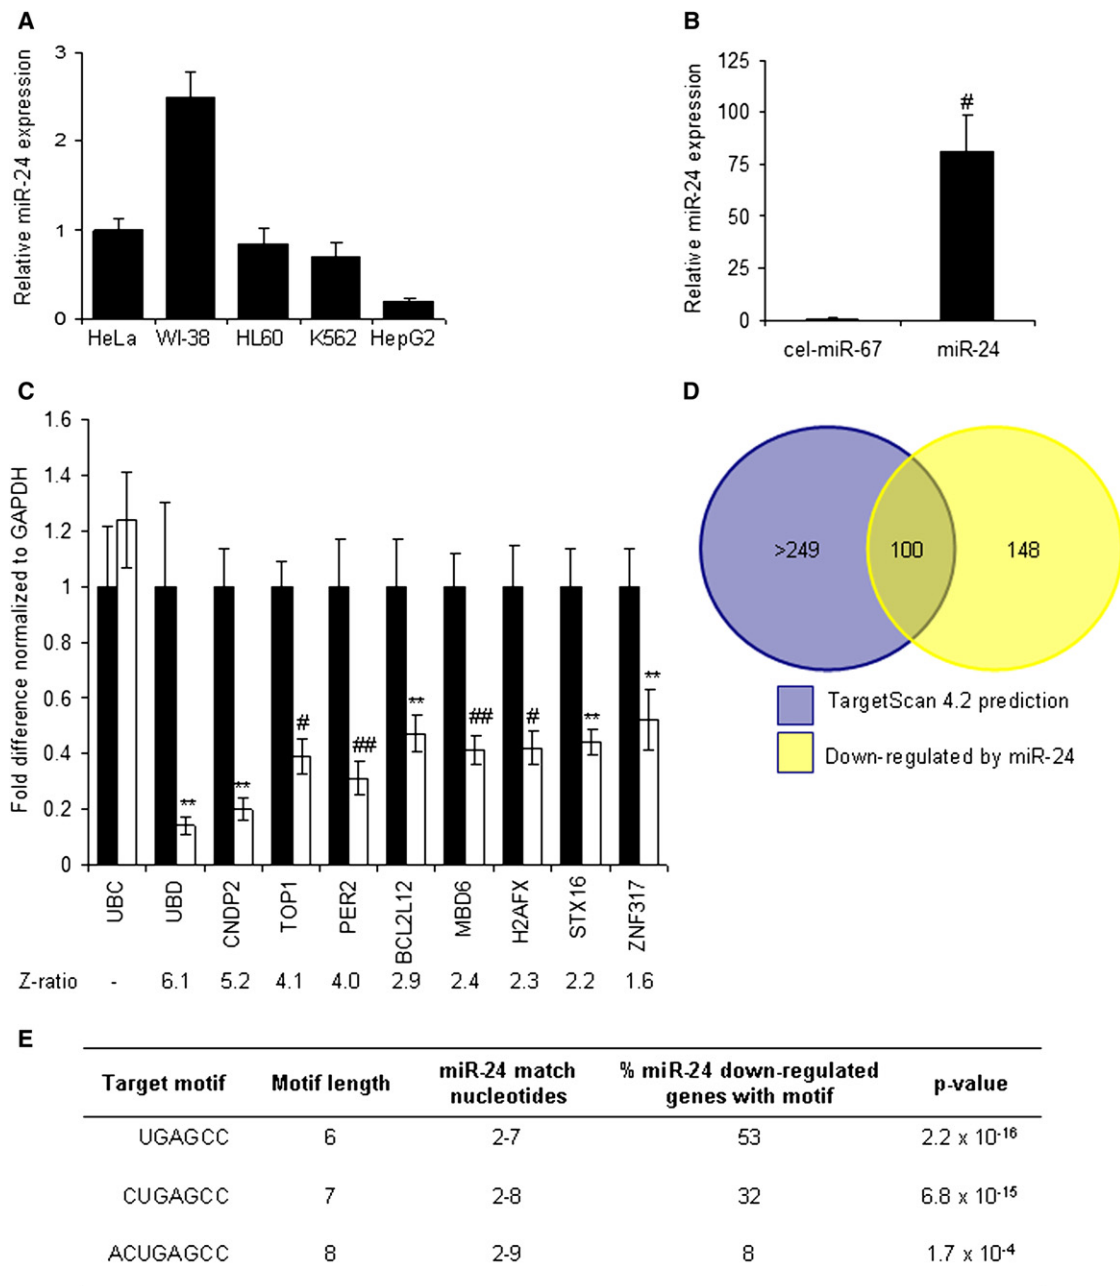 A
Relative miR-24 expression
3
2
1
0
HeLa WI-38 HL60 K562 HepG2
B
Relative miR-24 expression
125
100
75
50
25
0
#
cel-miR-67 miR-24
C
Fold difference normalized to GAPDH
1.6
1.4
1.2
1
0.8
0.6
0.4
0.2
0
** ** # ## ** ## # ** **
UBC UBD CNDP2 TOP1 PER2 BCL2L12 MBD6 H2AFX STX16 ZNF317
Z-ratio - 6.1 5.2 4.1 4.0 2.9 2.4 2.3 2.2 1.6
D
>249 100 148
TargetScan 4.2 prediction
Down-regulated by miR-24
E
Target motif Motif length miR-24 match nucleotides % miR-24 down-regulated genes with motif p-value
UGAGCC 6 2-7 53 2.2 x 10⁻¹⁶
CUGAGCC 7 2-8 32 6.8 x 10⁻¹⁵
ACUGAGCC 8 2-9 8 1.7 x 10⁻⁴